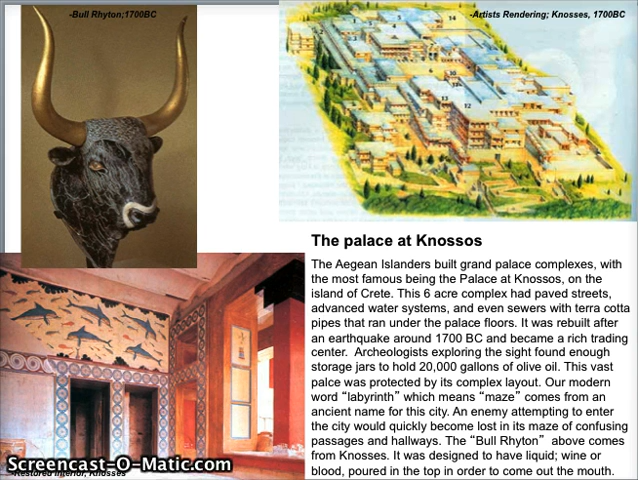 -Bull Rhyton;1700BC
-Artists Rendering; Knosses, 1700BC
14
10
13
12
The palace at Knossos
The Aegean Islanders built grand palace complexes, with
the most famous being the Palace at Knossos, on the
island of Crete. This 6 acre complex had paved streets,
advanced water systems, and even sewers with terra cotta
pipes that ran under the palace floors. It was rebuilt after
an earthquake around 1700 BC and became a rich trading
center.  Archeologists exploring the sight found enough
storage jars to hold 20,000 gallons of olive oil. This vast
palce was protected by its complex layout. Our modern
word “labyrinth” which means “maze” comes from an
ancient name for this city. An enemy attempting to enter
the city would quickly become lost in its maze of confusing
passages and hallways. The “Bull Rhyton” above comes
from Knosses. It was designed to have liquid; wine or
blood, poured in the top in order to come out the mouth.
Screencast-O-Matic.com
-Restored Interior, Knosses